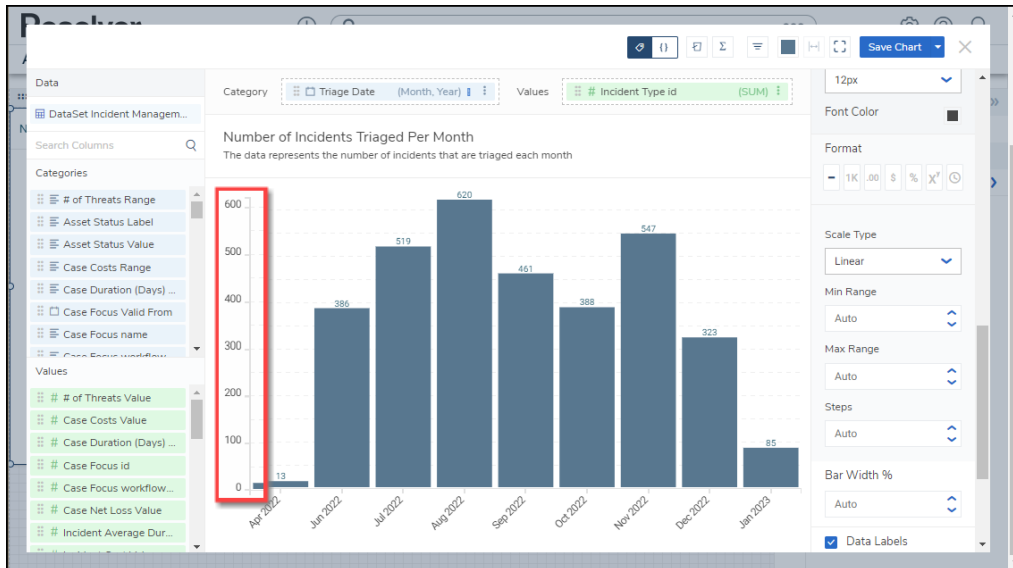 Resolver
Save Chart
Data
DataSet Incident Managem...
Search Columns
Categories
# of Threats Range
Asset Status Label
Asset Status Value
Case Costs Range
Case Duration (Days) ...
Case Focus Valid From
Case Focus name
Case Focus workflow
Values
# # of Threats Value
# Case Costs Value
# Case Duration (Days) ...
# Case Focus id
# Case Focus workflow...
# Case Net Loss Value
# Incident Average Dur...
Category
Triage Date (Month, Year)
Values
# Incident Type id (SUM)
Number of Incidents Triaged Per Month
The data represents the number of incidents that are triaged each month
600
500
400
300
200
100
0
13
386
519
620
461
388
547
323
85
Apr 2022
Jun 2022
Jul 2022
Aug 2022
Sep 2022
Oct 2022
Nov 2022
Dec 2022
Jan 2023
12px
Font Color
Format
- 1K .00 $ % X^y
Scale Type
Linear
Min Range
Auto
Max Range
Auto
Steps
Auto
Bar Width %
Auto
Data Labels